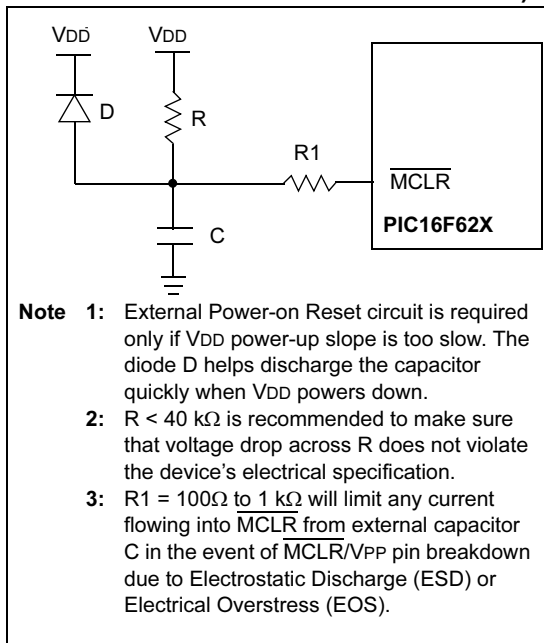 VDD VDD
D
R
R1
MCLR
PIC16F62X
C
Note 1: External Power-on Reset circuit is required
only if VDD power-up slope is too slow. The
diode D helps discharge the capacitor
quickly when VDD powers down.
2: R < 40 kΩ is recommended to make sure
that voltage drop across R does not violate
the device's electrical specification.
3: R1 = 100Ω to 1 kΩ will limit any current
flowing into MCLR from external capacitor
C in the event of MCLR/VPP pin breakdown
due to Electrostatic Discharge (ESD) or
Electrical Overstress (EOS).